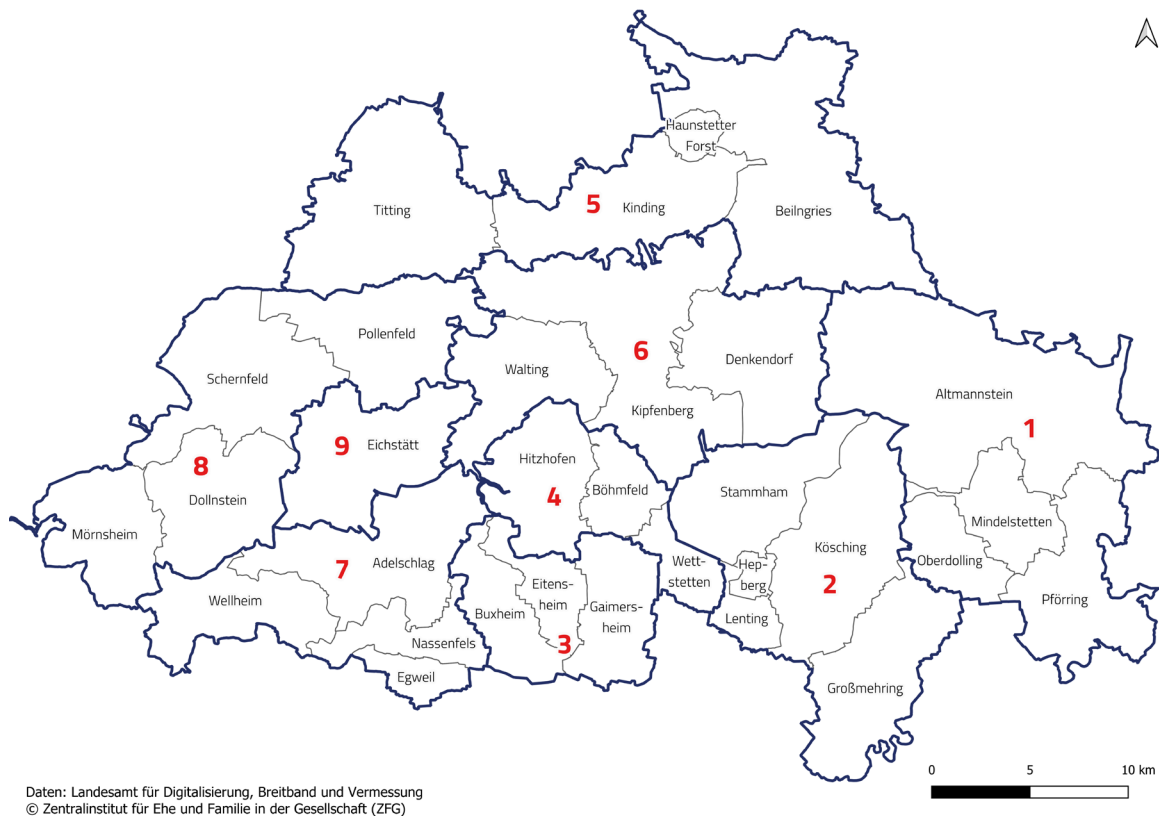 Haunstetter
Forst
Titting
5
Kinding
Beilngries
Pollenfeld
6
Denkendorf
Walting
Schernfeld
Altmannstein
Kipfenberg
1
9
Eichstätt
8
Hitzhofen
Dollnstein
4
Böhmfeld
Stammham
Mindelstetten
Mörnsheim
Kösching
Oberdolling
7
Adelschlag
Wett-
stetten
Hep-
berg
2
Eitens-
heim
Wellheim
Buxheim
Gaimers-
heim
Pförring
Lenting
Nassenfels
3
Egweil
Großmehring
0
5
10 km
Daten: Landesamt für Digitalisierung, Breitband und Vermessung
© Zentralinstitut für Ehe und Familie in der Gesellschaft (ZFG)